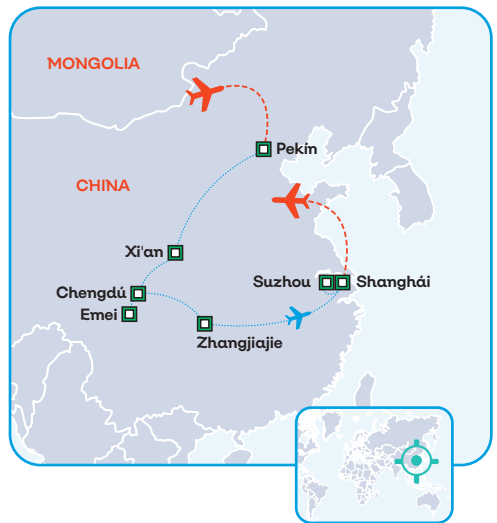 MONGOLIA
Pekín
CHINA
Xi'an
Suzhou
Shanghái
Chengdú
Emei
Zhangjiajie